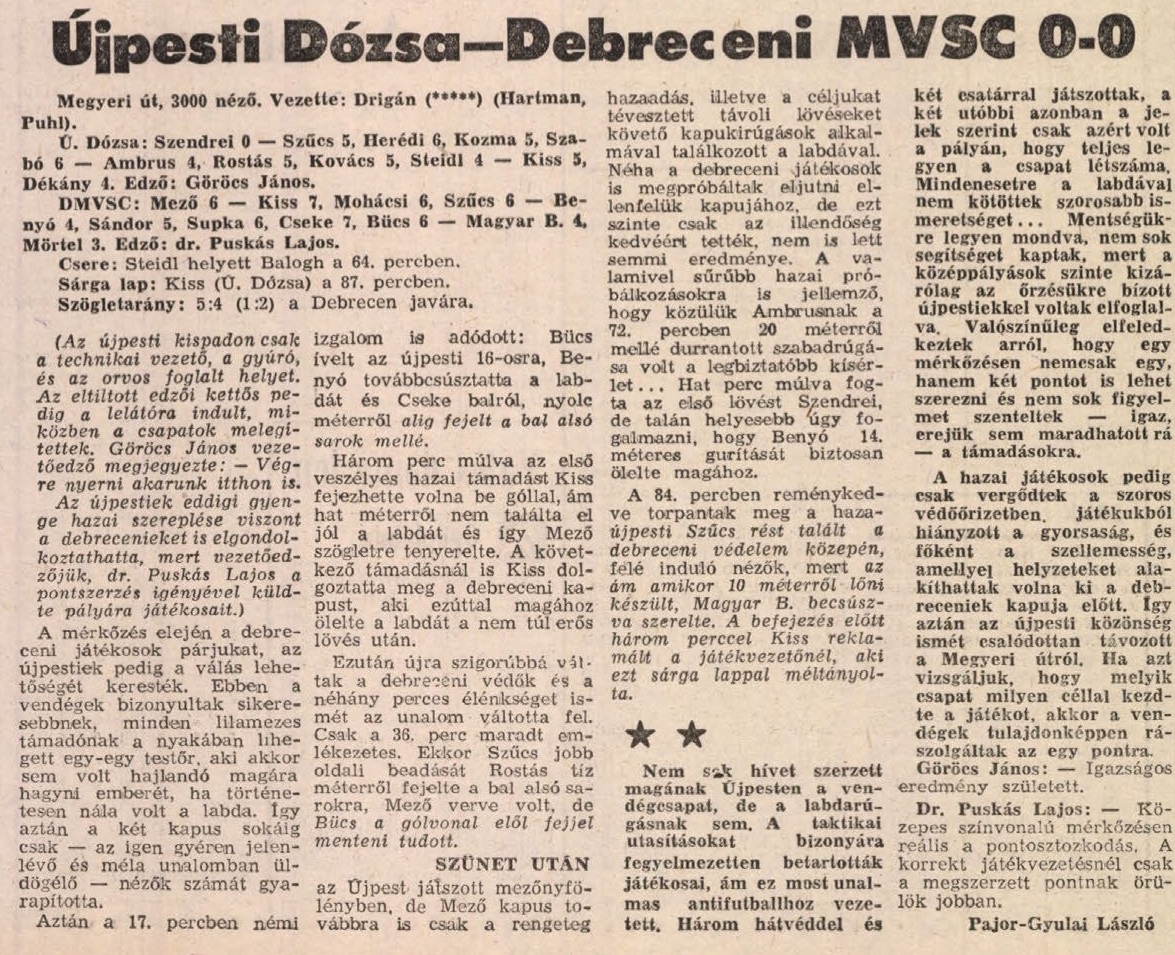 Újpesti Dózsa—Debreceni MVSC 0-0
Megyeri út, 3000 néző. Vezette: Drigán (*****) (Hartman,
Puhl).
Ú. Dózsa: Szendrei 0 — Szűcs 5, Herédi 6, Kozma 5, Sza-
bó 6 — Ambrus 4, Rostás 5, Kovács 5, Steidl 4 — Kiss 5,
Dékány 4. Edző: Göröcs János.
DMVSC: Mező 6 — Kiss 7, Mohácsi 6, Szűcs 6 — Be-
nyó 4, Sándor 5, Supka 6, Cseke 7, Bücs 6 — Magyar B. 4,
Mörtel 3. Edző: dr. Puskás Lajos.
Csere: Steidl helyett Balogh a 64. percben.
Sárga lap: Kiss (Ú. Dózsa) a 87. percben.
Szögletarány: 5:4 (1:2) a Debrecen javára.
(Az újpesti kispadon csak
a technikai vezető, a gyúró,
és az orvos foglalt helyet.
Az eltiltott edzői kettős pe-
dig a lelátóra indult, mi-
közben a csapatok melegí-
tettek. Göröcs János veze-
tőedző megjegyezte: — Vég-
re nyerni akarunk itthon is.
Az újpestiek eddigi gyen-
ge hazai szereplése viszont
a debrecenieket is elgondol-
koztathatta, mert vezetőed-
zőjük, dr. Puskás Lajos a
pontszerzés igényével küld-
te pályára játékosait.)
A mérkőzés elején a debre-
ceni játékosok párjukat, az
újpestiek pedig a válás lehe-
tőségét keresték. Ebben a
vendégek bizonyultak sikere-
sebbnek, minden lilamezes
támadónak a nyakában lihe-
gett egy-egy testőr, aki akkor
sem volt hajlandó magára
hagyni emberét, ha történe-
tesen nála volt a labda. Így
aztán a két kapus sokáig
csak — az igen gyéren jelen-
lévő és méla unalomban ül-
dögélő — nézők számát gya-
rapította.
Aztán a 17. percben némi
izgalom is adódott: Bücs
ívelt az újpesti 16-osra, Be-
nyó továbbcsúsztatta a lab-
dát és Cseke balról, nyolc
méterről alig fejelt a bal alsó
sarok mellé.
Három perc múlva az első
veszélyes hazai támadást Kiss
fejezhette volna be góllal, ám
hat méterről nem találta el
jól a labdát és így Mező
szögletre tenyerelte. A követ-
kező támadásnál is Kiss dol-
goztatta meg a debreceni ka-
pust, aki ezúttal magához
ölelte a labdát a nem túl erős
lövés után.
Ezután újra szigorúbbá vál-
tak a debreceni védők és a
néhány perces élénkséget is-
mét az unalom váltotta fel.
Csak a 36. perc maradt em-
lékezetes. Ekkor Szűcs jobb
oldali beadását Rostás tíz
méterről fejelte a bal alsó sa-
rokra, Mező verve volt, de
Bücs a gólvonal elől fejjel
menteni tudott.
SZÜNET UTÁN
az Újpest játszott mezőnyfö-
lényben, de Mező kapus to-
vábbra is csak a rengeteg
hazaadás, illetve a céljukat
tévesztett távoli lövéseket
követő kapukirúgások alkal-
mával találkozott a labdával.
Néha a debreceni játékosok
is megpróbáltak eljutni el-
lenfelük kapujához, de ezt
szinte csak az illendőség
kedvéért tették, nem is lett
semmi eredménye. A va-
lamivel sűrűbb hazai pró-
bálkozásokra is jellemző,
hogy közülük Ambrusnak a
72. percben 20 méterről
mellé durrantott szabadrúgá-
sa volt a legbiztatóbb kísér-
let... Hat perc múlva fog-
ta az első lövést Szendrei,
de talán helyesebb úgy fo-
galmazni, hogy Benyó 14.
méteres gurítását biztosan
ölelte magához.
A 84. percben reményked-
ve torpantak meg a haza-
újpesti Szűcs rést talált a
debreceni védelem közepén,
felé induló nézők, mert az
ám amikor 10 méterről lőni
készült, Magyar B. becsúsz-
va szerelte. A befejezés előtt
három perccel Kiss rekla-
mált a játékvezetőnél, aki
ezt sárga lappal méltányol-
ta.
★ ★
Nem sok hívet szerzett
magának Újpesten a ven-
dégcsapat, de a labdarú-
gásnak sem. A taktikai
utasításokat bizonyára
fegyelmezetten betartották
játékosai, ám ez most unal-
mas antifutballhoz veze-
tett. Három hátvéddel és
két csatárral játszottak, a
két utóbbi azonban a je-
lek szerint csak azért volt
a pályán, hogy teljes le-
gyen a csapat létszáma.
Mindenesetre a labdával
nem kötöttek szorosabb is-
meretséget... Mentségük-
re legyen mondva, nem sok
segítséget kaptak, mert a
középpályások szinte kizá-
rólag az őrzésükre bízott
újpestiekkel voltak elfoglal-
va. Valószínűleg elfeled-
keztek arról, hogy egy
mérkőzésen nemcsak egy,
hanem két pontot is lehet
szerezni és nem sok figyel-
met szenteltek — igaz,
erejük sem maradhatott rá
— a támadásokra.
A hazai játékosok pedig
csak vergődtek a szoros
védőőrizetben, játékukból
hiányzott a gyorsaság, és
főként a szellemesség,
amellyel helyzeteket ala-
kíthattak volna ki a deb-
receniek kapuja előtt. Így
aztán az újpesti közönség
ismét csalódottan távozott
a Megyeri útról. Ha azt
vizsgáljuk, hogy melyik
csapat milyen céllal kezd-
te a játékot, akkor a ven-
dégek tulajdonképpen rá-
szolgáltak az egy pontra.
Göröcs János: — Igazságos
eredmény született.
Dr. Puskás Lajos: — Kö-
zepes színvonalú mérkőzésen
reális a pontosztozkodás. A
korrekt játékvezetésnél csak
a megszerzett pontnak örü-
lök jobban.
Pajor-Gyulai László